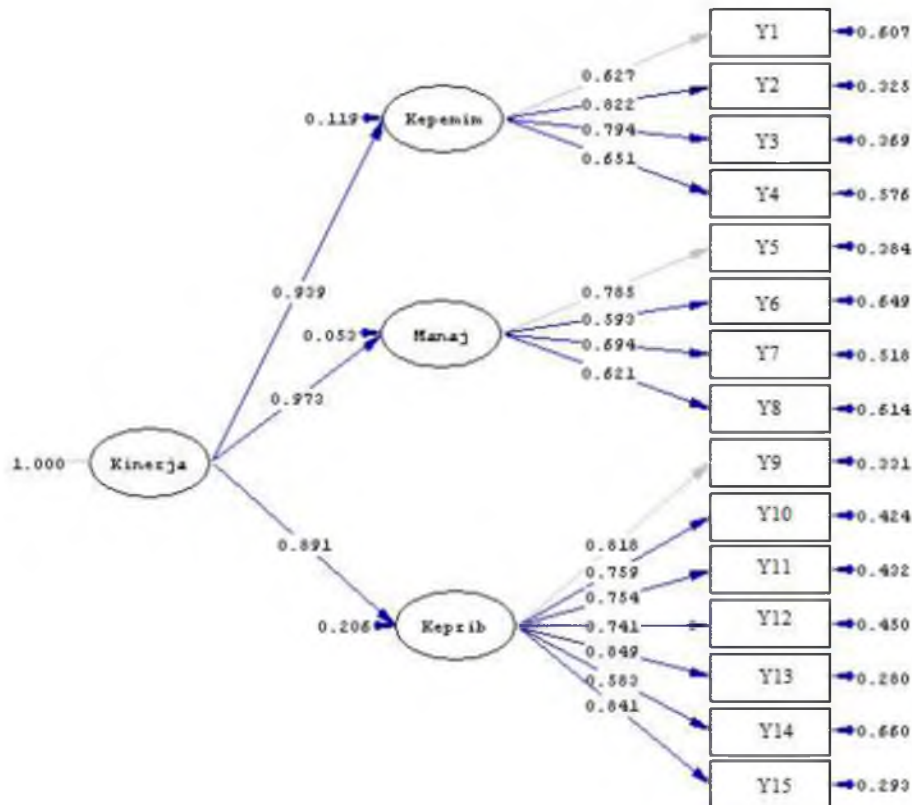 Y1
0.607
0.627
Y2
0.325
0.822
0.119
Kepemim
0.794
Y3
0.369
0.651
Y4
0.576
Y5
0.384
0.785
0.939
Y6
0.649
0.593
0.053
Manaj
0.694
Y7
0.518
0.621
0.973
Y8
0.614
1.000
Kinerja
Y9
0.331
Y10
0.424
0.891
0.818
0.759
Y11
0.432
0.754
0.206
Keprib
0.741
Y12
0.450
0.849
0.583
Y13
0.280
0.841
Y14
0.660
Y15
0.293